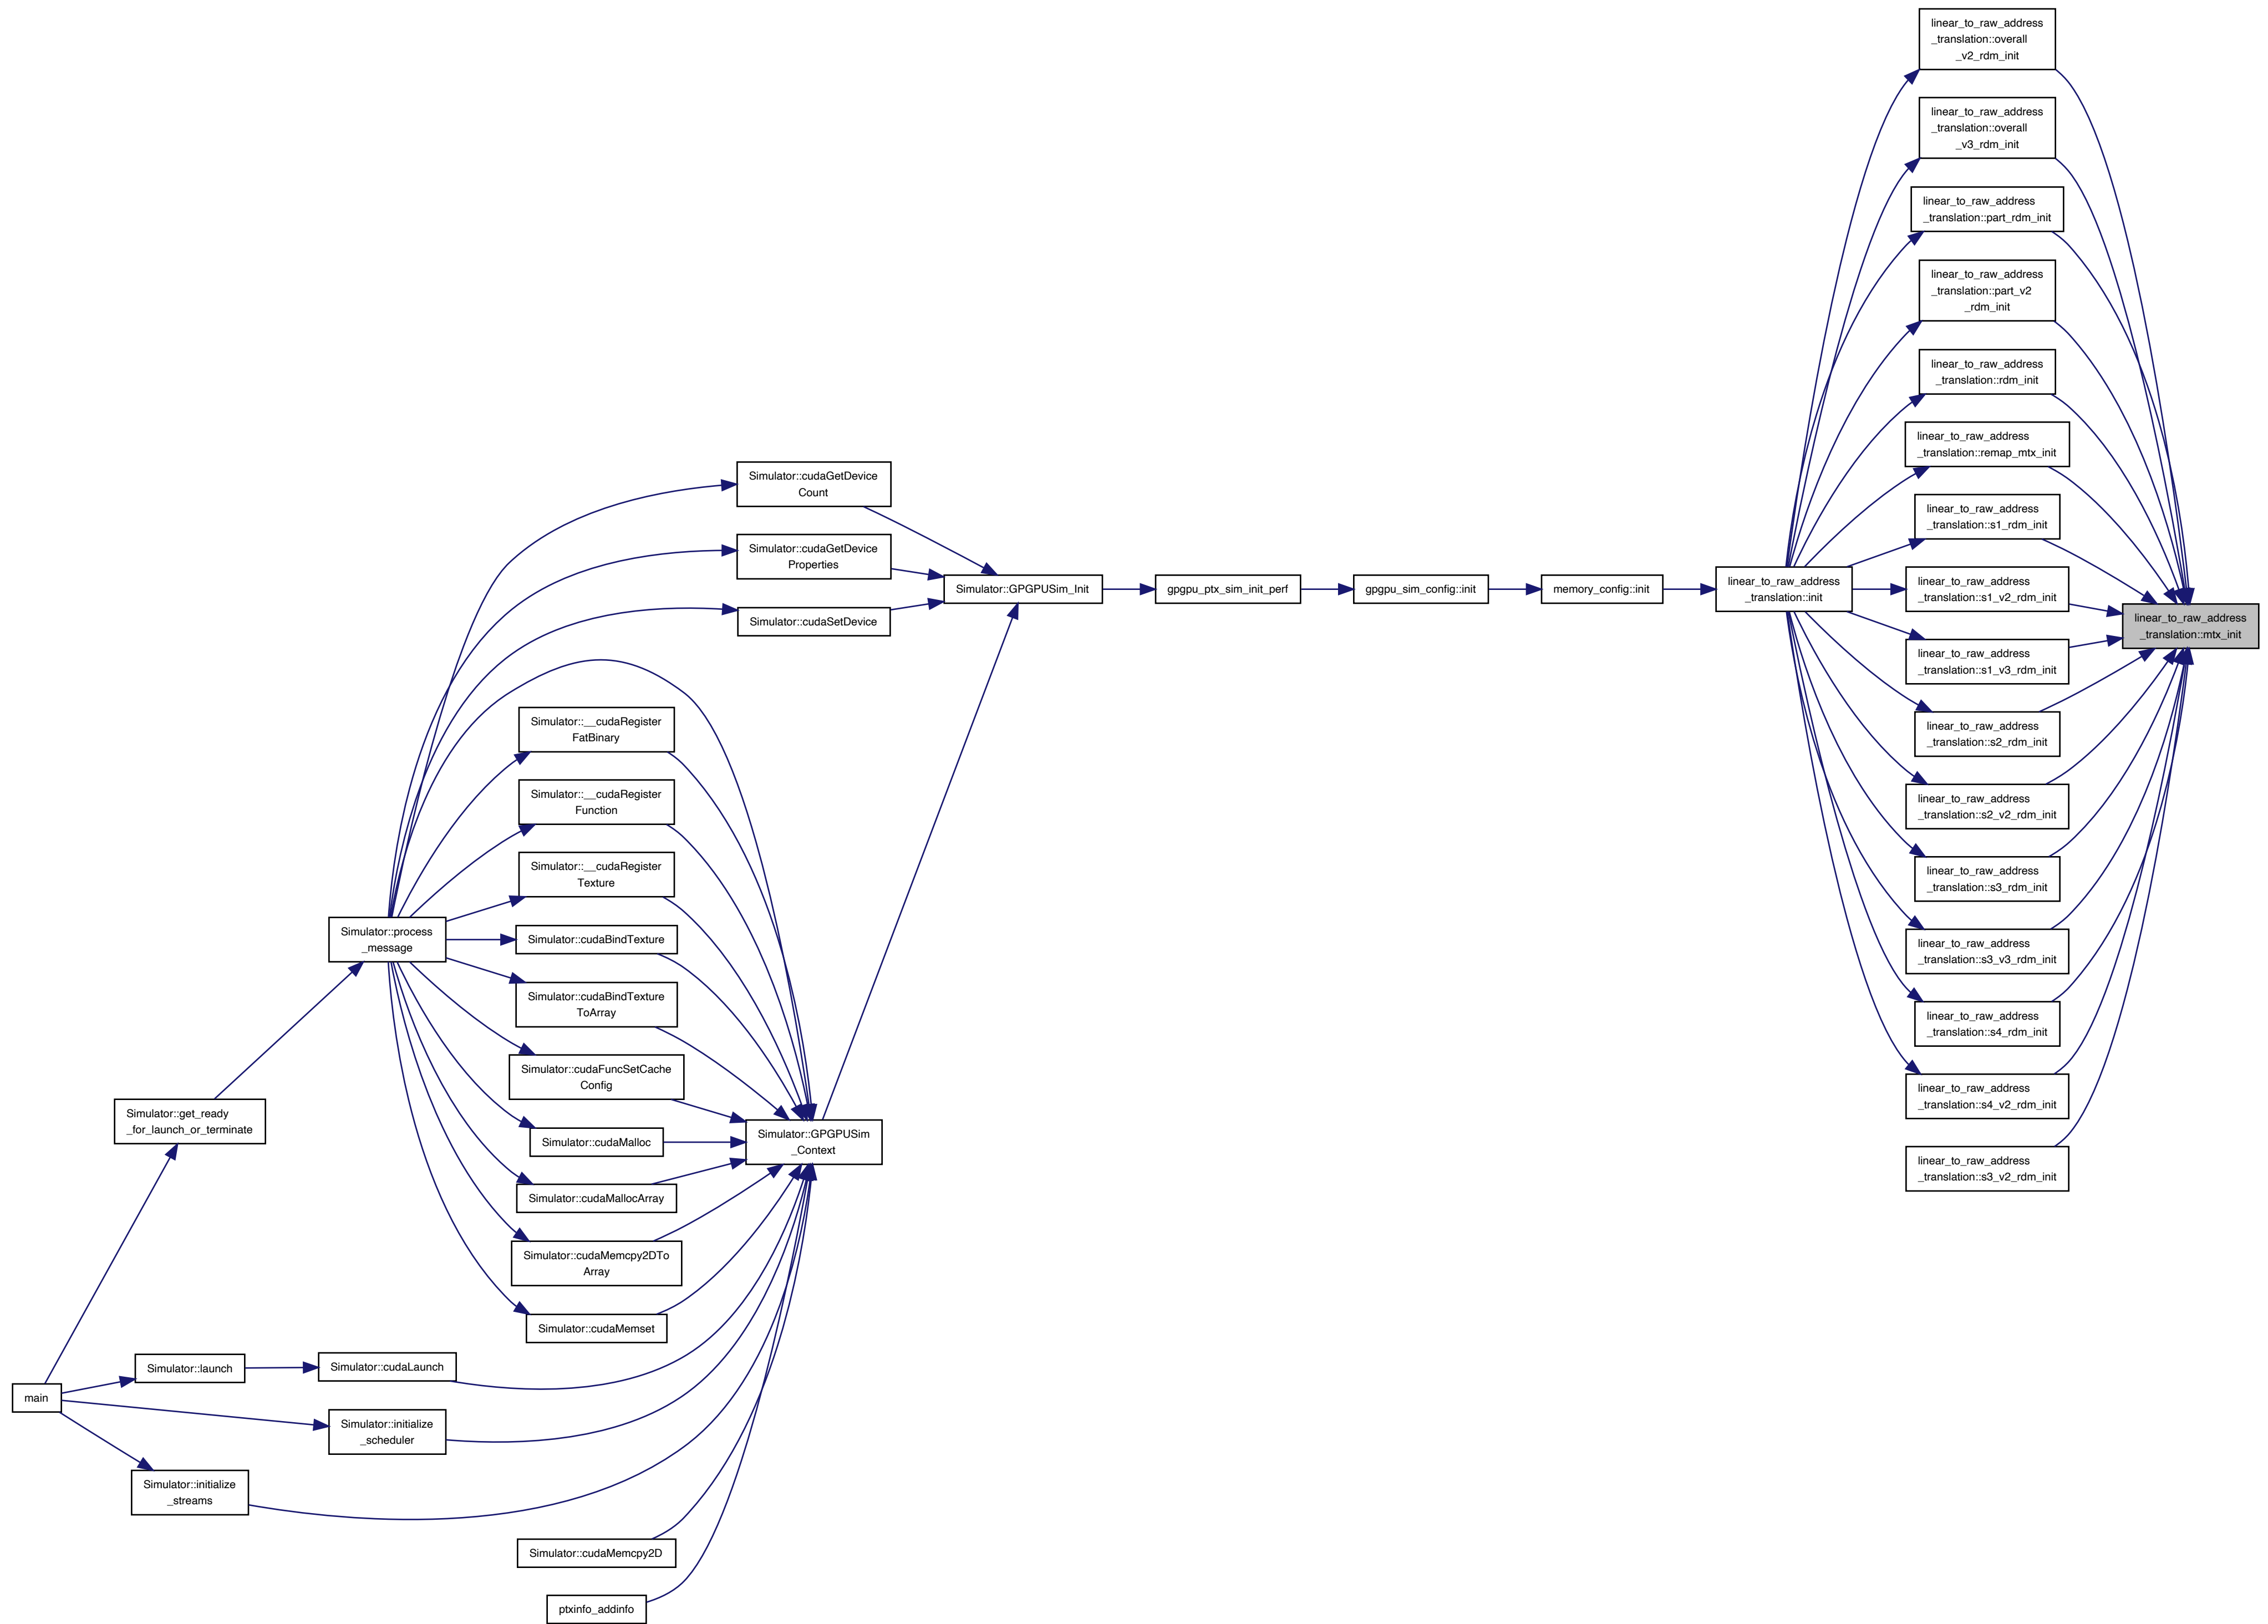 linear_to_raw_address
_translation::overall
_v2_rdm_init
linear_to_raw_address
_translation::overall
_v3_rdm_init
linear_to_raw_address
_translation::part_rdm_init
linear_to_raw_address
_translation::part_v2
_rdm_init
linear_to_raw_address
_translation::rdm_init
linear_to_raw_address
_translation::remap_mtx_init
linear_to_raw_address
_translation::s1_rdm_init
linear_to_raw_address
_translation::s1_v2_rdm_init
linear_to_raw_address
_translation::s1_v3_rdm_init
linear_to_raw_address
_translation::s2_rdm_init
linear_to_raw_address
_translation::s2_v2_rdm_init
linear_to_raw_address
_translation::s3_rdm_init
linear_to_raw_address
_translation::s3_v3_rdm_init
linear_to_raw_address
_translation::s4_rdm_init
linear_to_raw_address
_translation::s4_v2_rdm_init
linear_to_raw_address
_translation::s3_v2_rdm_init
linear_to_raw_address
_translation::mtx_init
linear_to_raw_address
_translation::init
memory_config::init
gpgpu_sim_config::init
gpgpu_ptx_sim_init_perf
Simulator::GPGPUSim_Init
Simulator::cudaGetDevice
Count
Simulator::cudaGetDevice
Properties
Simulator::cudaSetDevice
Simulator::__cudaRegister
FatBinary
Simulator::__cudaRegister
Function
Simulator::__cudaRegister
Texture
Simulator::cudaBindTexture
Simulator::cudaBindTexture
ToArray
Simulator::cudaFuncSetCache
Config
Simulator::cudaMalloc
Simulator::cudaMallocArray
Simulator::cudaMemcpy2DTo
Array
Simulator::cudaMemset
Simulator::GPGPUSim
_Context
Simulator::process
_message
Simulator::get_ready
_for_launch_or_terminate
Simulator::launch
Simulator::cudaLaunch
main
Simulator::initialize
_scheduler
Simulator::initialize
_streams
Simulator::cudaMemcpy2D
ptxinfo_addinfo